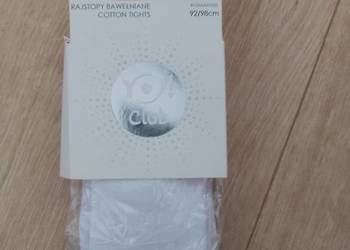 RAJSTOPY BAWEŁNIANE
COTTON TIGHTS
92/98cm
YO!
Club